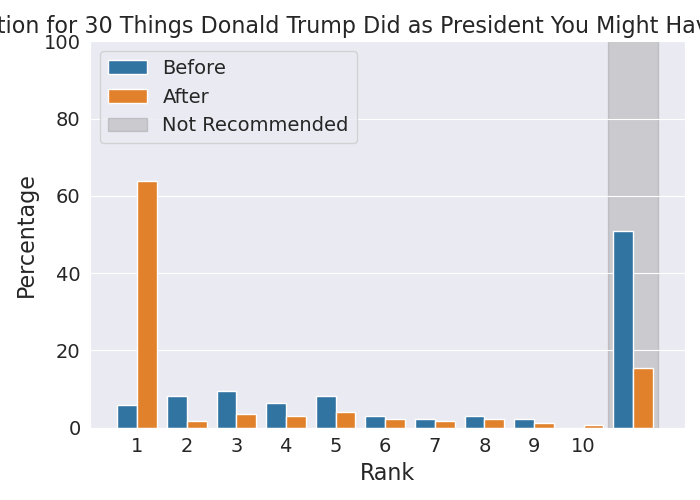 tion for 30 Things Donald Trump Did as President You Might Hav
100
80
60
40
20
0
Percentage
Before
After
Not Recommended
1 2 3 4 5 6 7 8 9 10
Rank